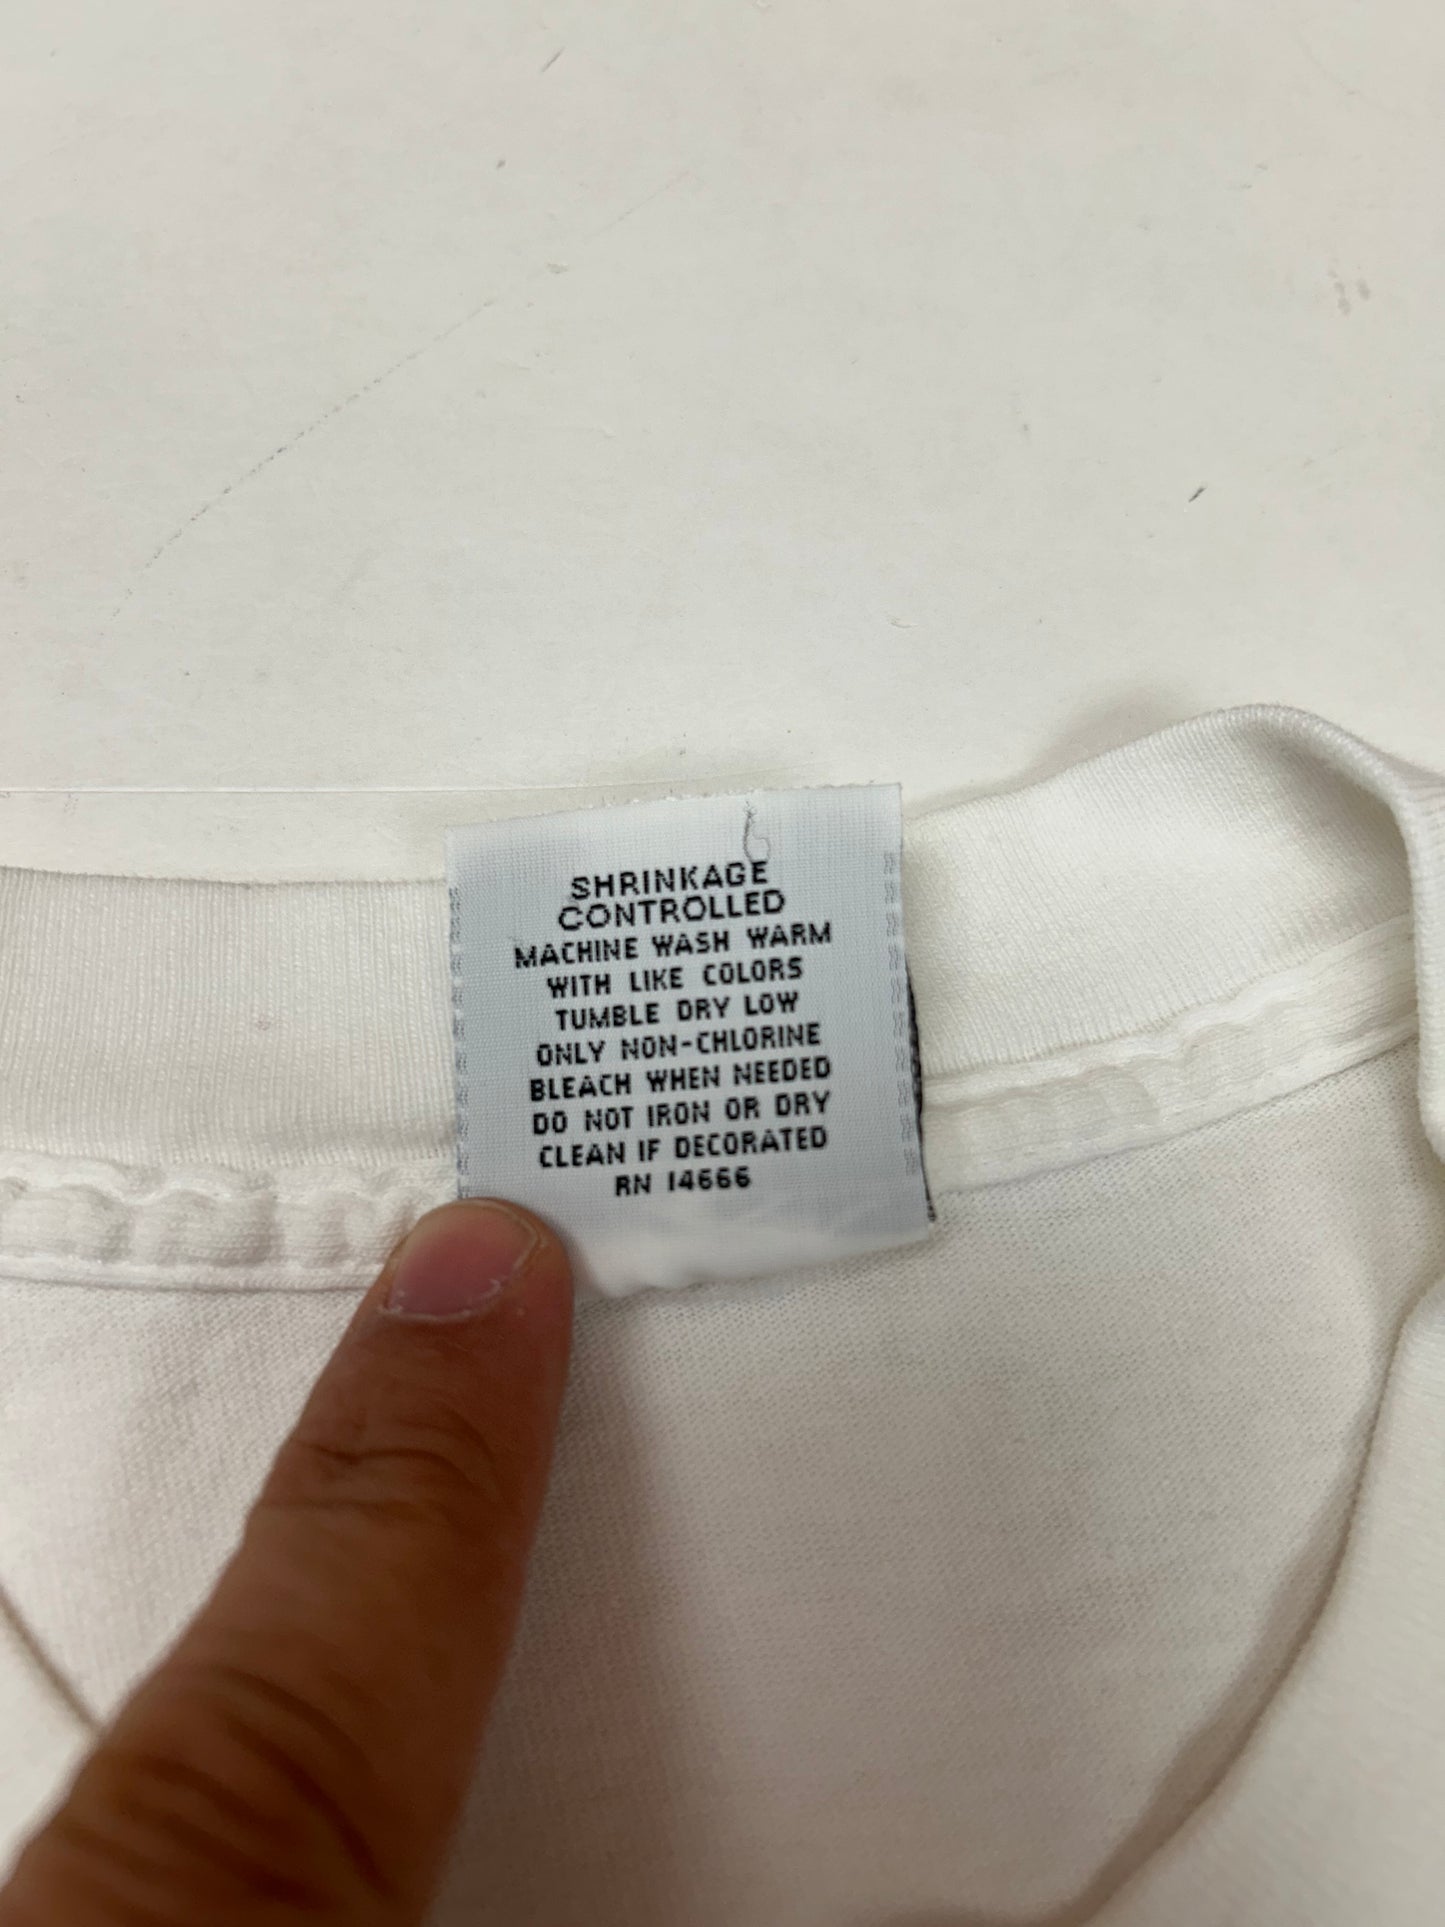 SHRINKAGE
CONTROLLED
MACHINE WASH WARM
WITH LIKE COLORS
TUMBLE DRY LOW
ONLY NON-CHLORINE
BLEACH WHEN NEEDED
DO NOT IRON OR DRY
CLEAN IF DECORATED
RN 14666